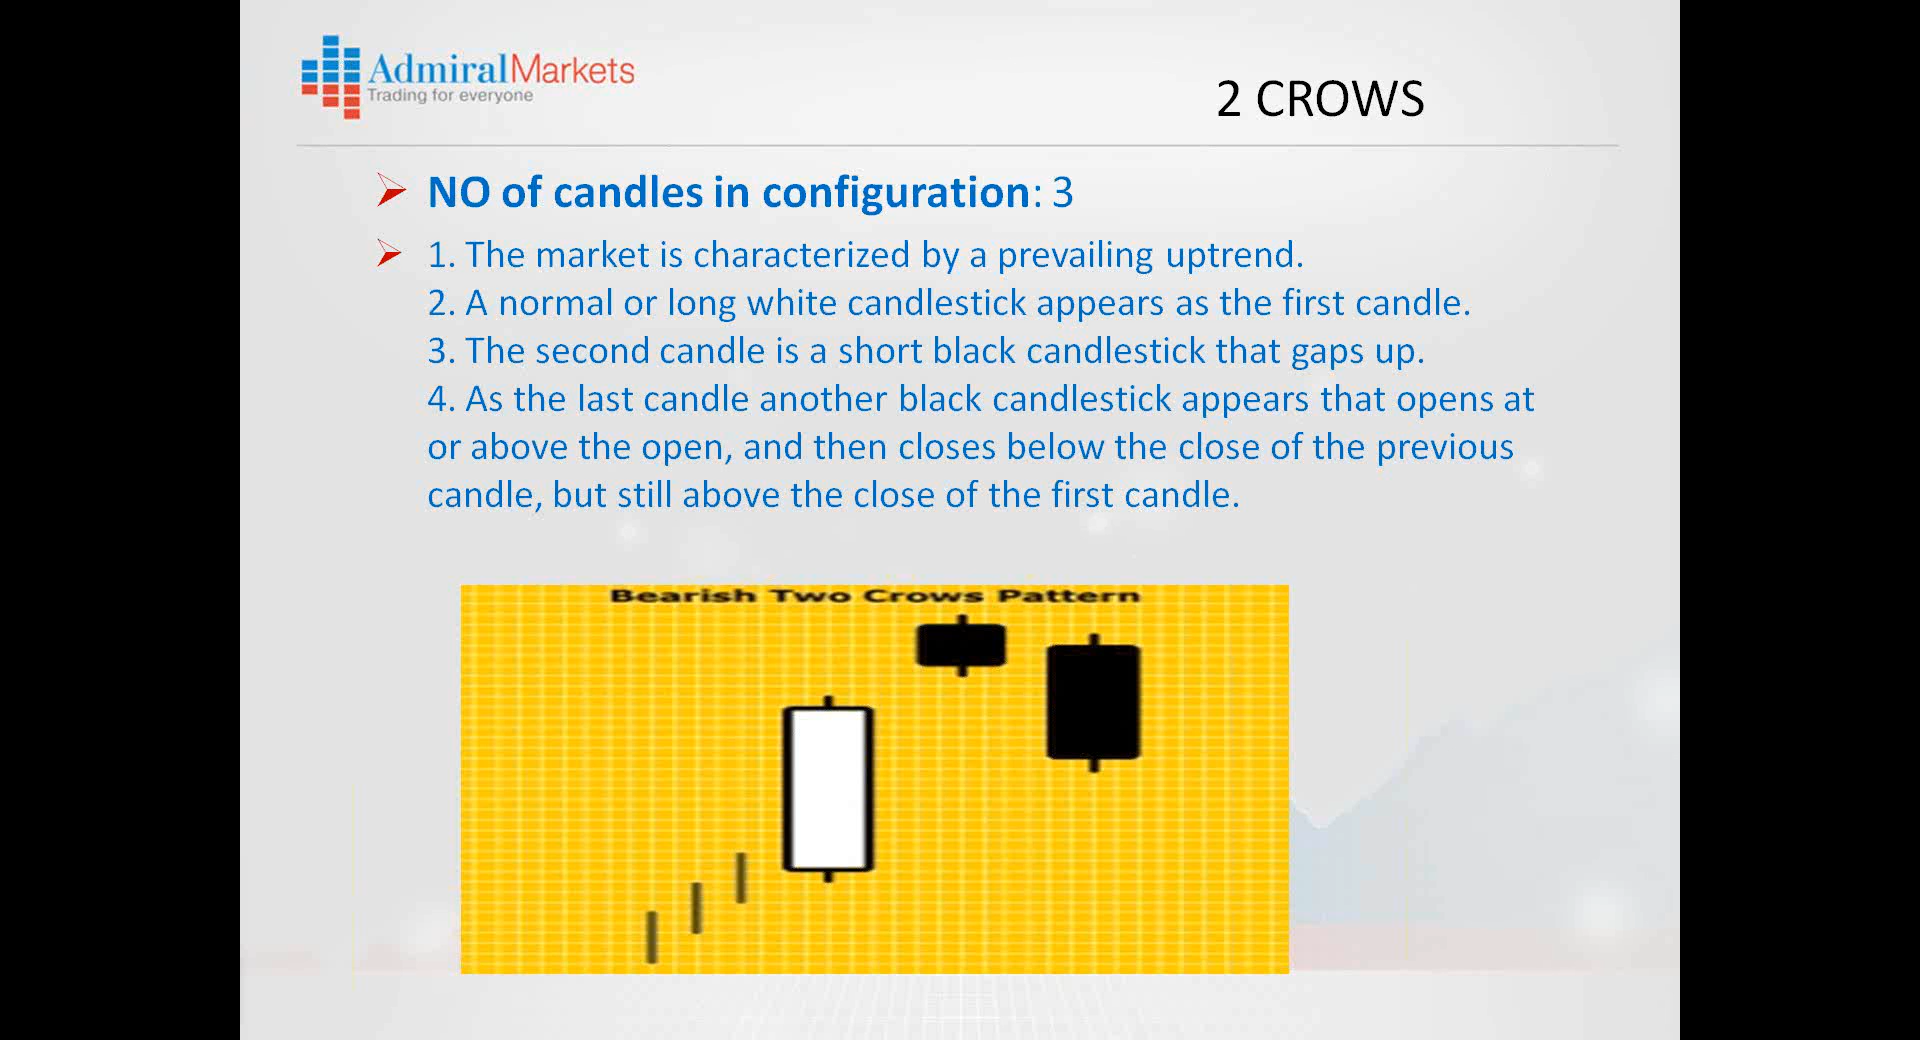 AdmiralMarkets
Trading for everyone
2 CROWS
NO of candles in configuration: 3
1. The market is characterized by a prevailing uptrend.
2. A normal or long white candlestick appears as the first candle.
3. The second candle is a short black candlestick that gaps up.
4. As the last candle another black candlestick appears that opens at
or above the open, and then closes below the close of the previous
candle, but still above the close of the first candle.
Bearish Two Crows Pattern